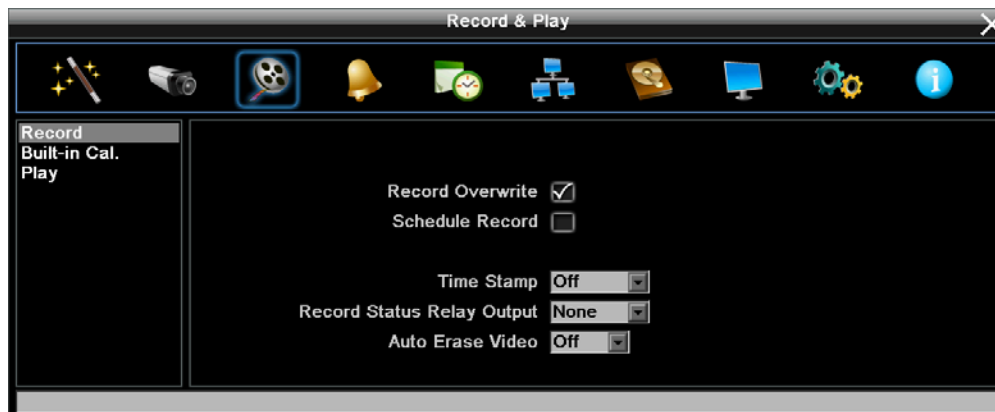 Record & Play
Record
Built-in Cal.
Play
Record Overwrite
Schedule Record
Time Stamp Off
Record Status Relay Output None
Auto Erase Video Off